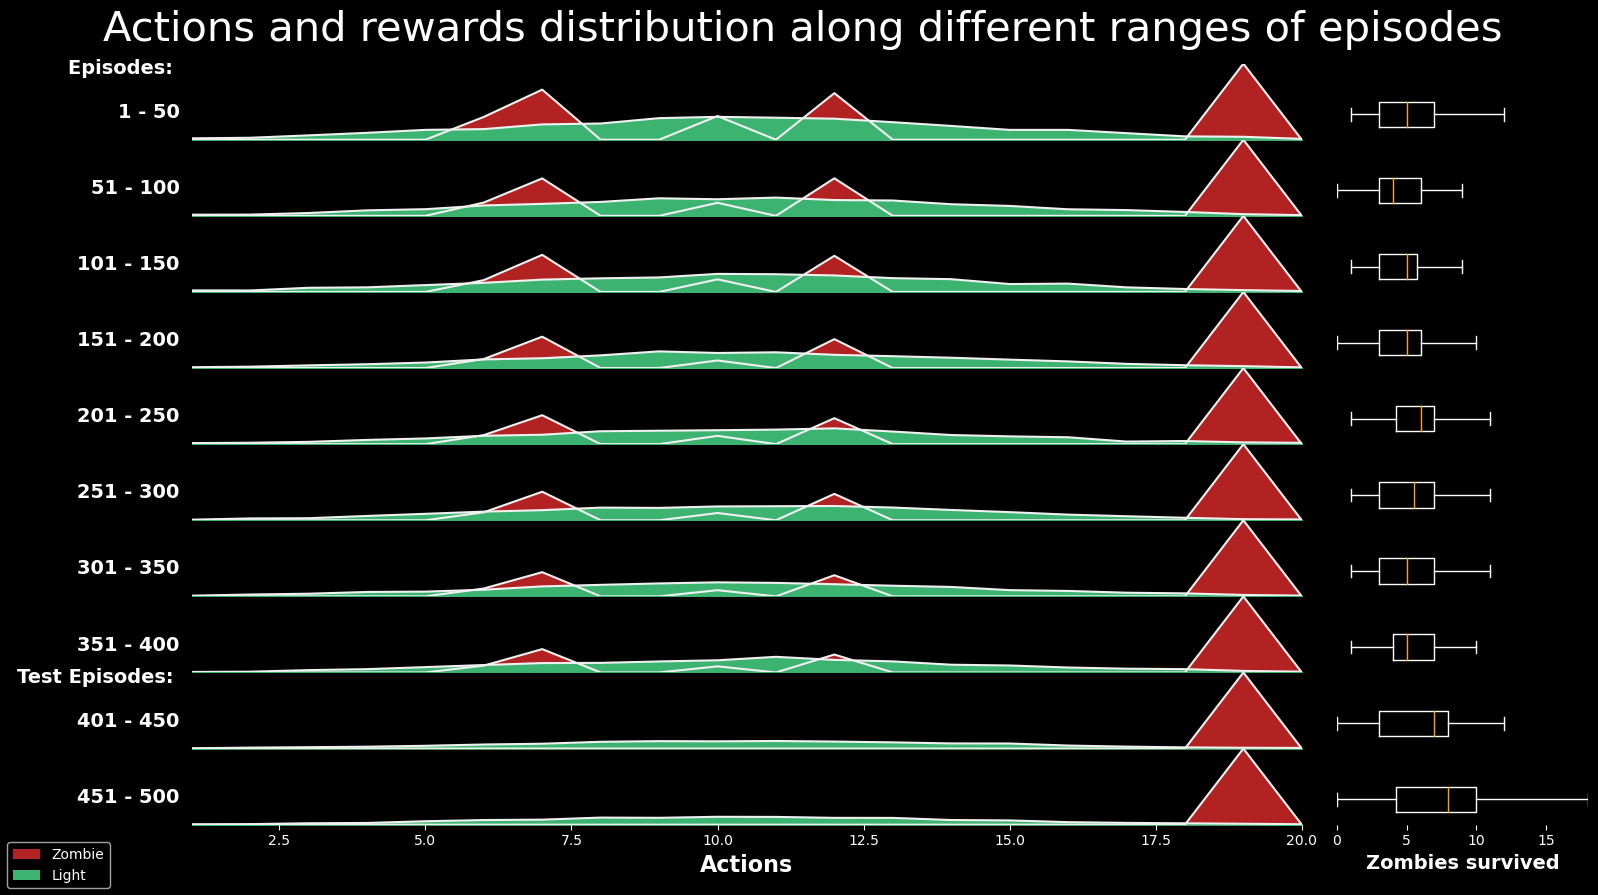 Actions and rewards distribution along different ranges of episodes
Episodes:
1 - 50
51 - 100
101 - 150
151 - 200
201 - 250
251 - 300
301 - 350
351 - 400
Test Episodes:
401 - 450
451 - 500
2.5 5.0 7.5 10.0 12.5 15.0 17.5 20.0
0 5 10 15
Actions
Zombies survived
Zombie
Light